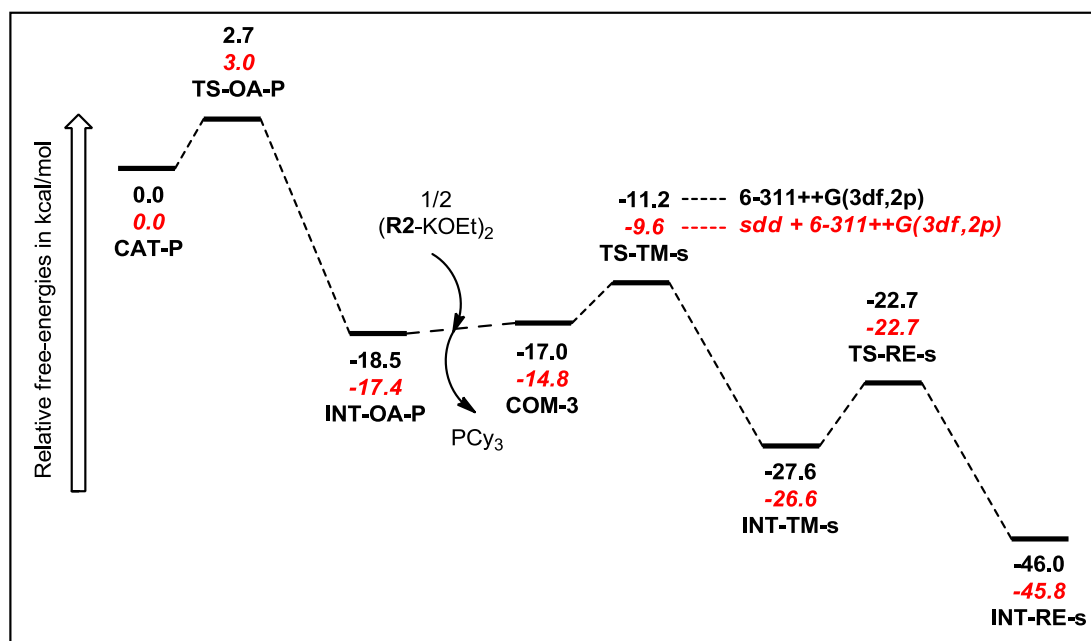 Relative free-energies in kcal/mol
0.0
0.0
CAT-P
2.7
3.0
TS-OA-P
-18.5
-17.4
INT-OA-P
1/2
(R2-KOEt)2
PCy3
-17.0
-14.8
COM-3
-11.2 6-311++G(3df,2p)
-9.6 sdd + 6-311++G(3df,2p)
TS-TM-s
-27.6
-26.6
INT-TM-s
-22.7
-22.7
TS-RE-s
-46.0
-45.8
INT-RE-s